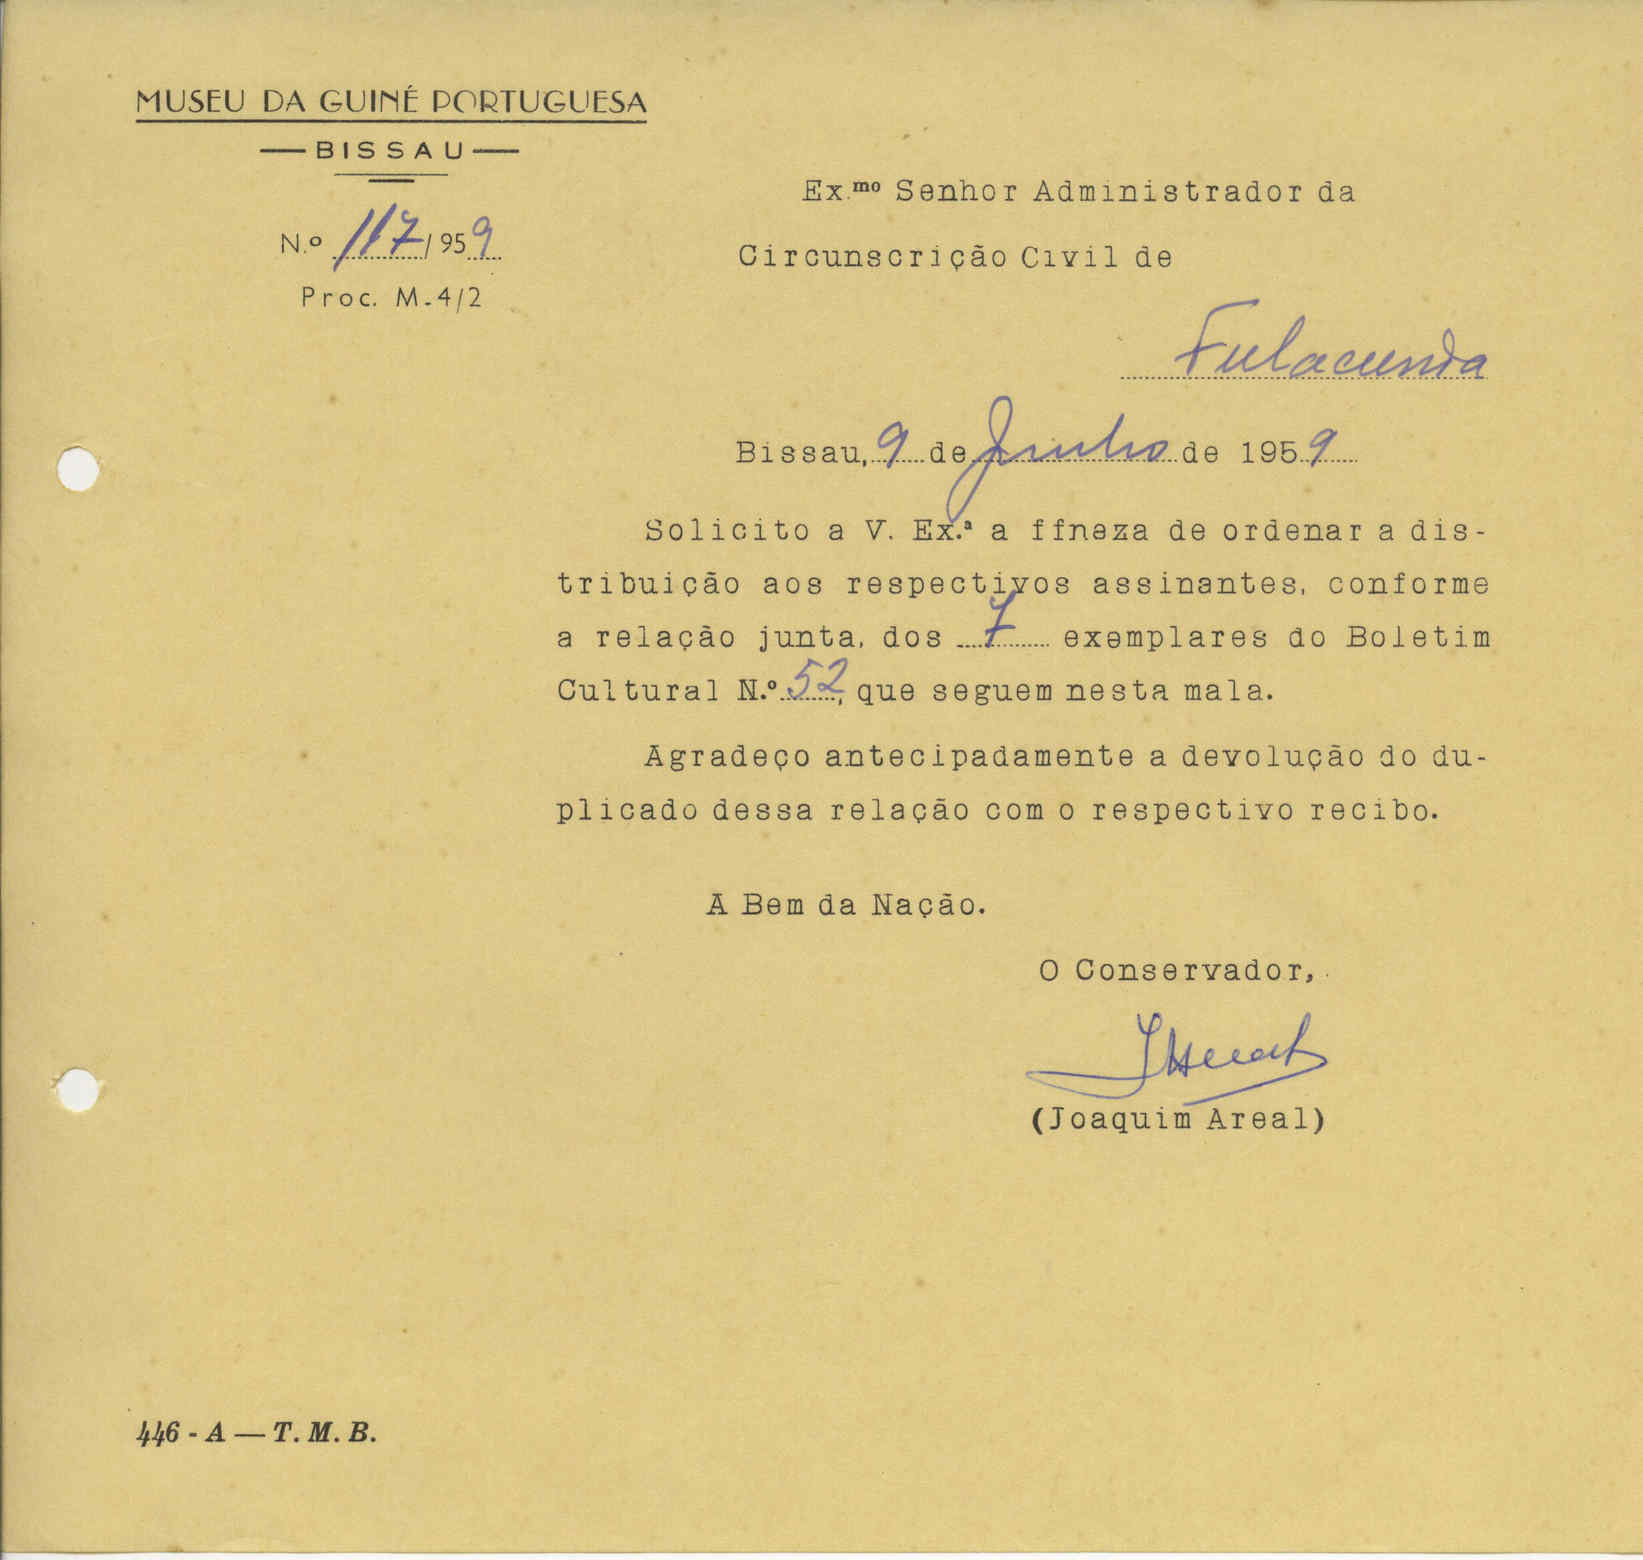 MUSEU DA GUINÉ PORTUGUESA
BISSAU
N.º 117/959
Proc. M-4/2
Ex.mo Senhor Administrador da
Circunscrição Civil de
Fulacunda
Bissau, 9 de Junho de 1959
Solicito a V. Ex.ª a ffneza de ordenar a dis-
tribuição aos respectivos assinantes, conforme
a relação junta, dos 7 exemplares do Boletim
Cultural N.º 52, que seguem nesta mala.
Agradeço antecipadamente a devolução do du-
plicado dessa relação com o respectivo recibo.
A Bem da Nação.
O Conservador,
(Joaquim Areal)
446 - A — T. M. B.